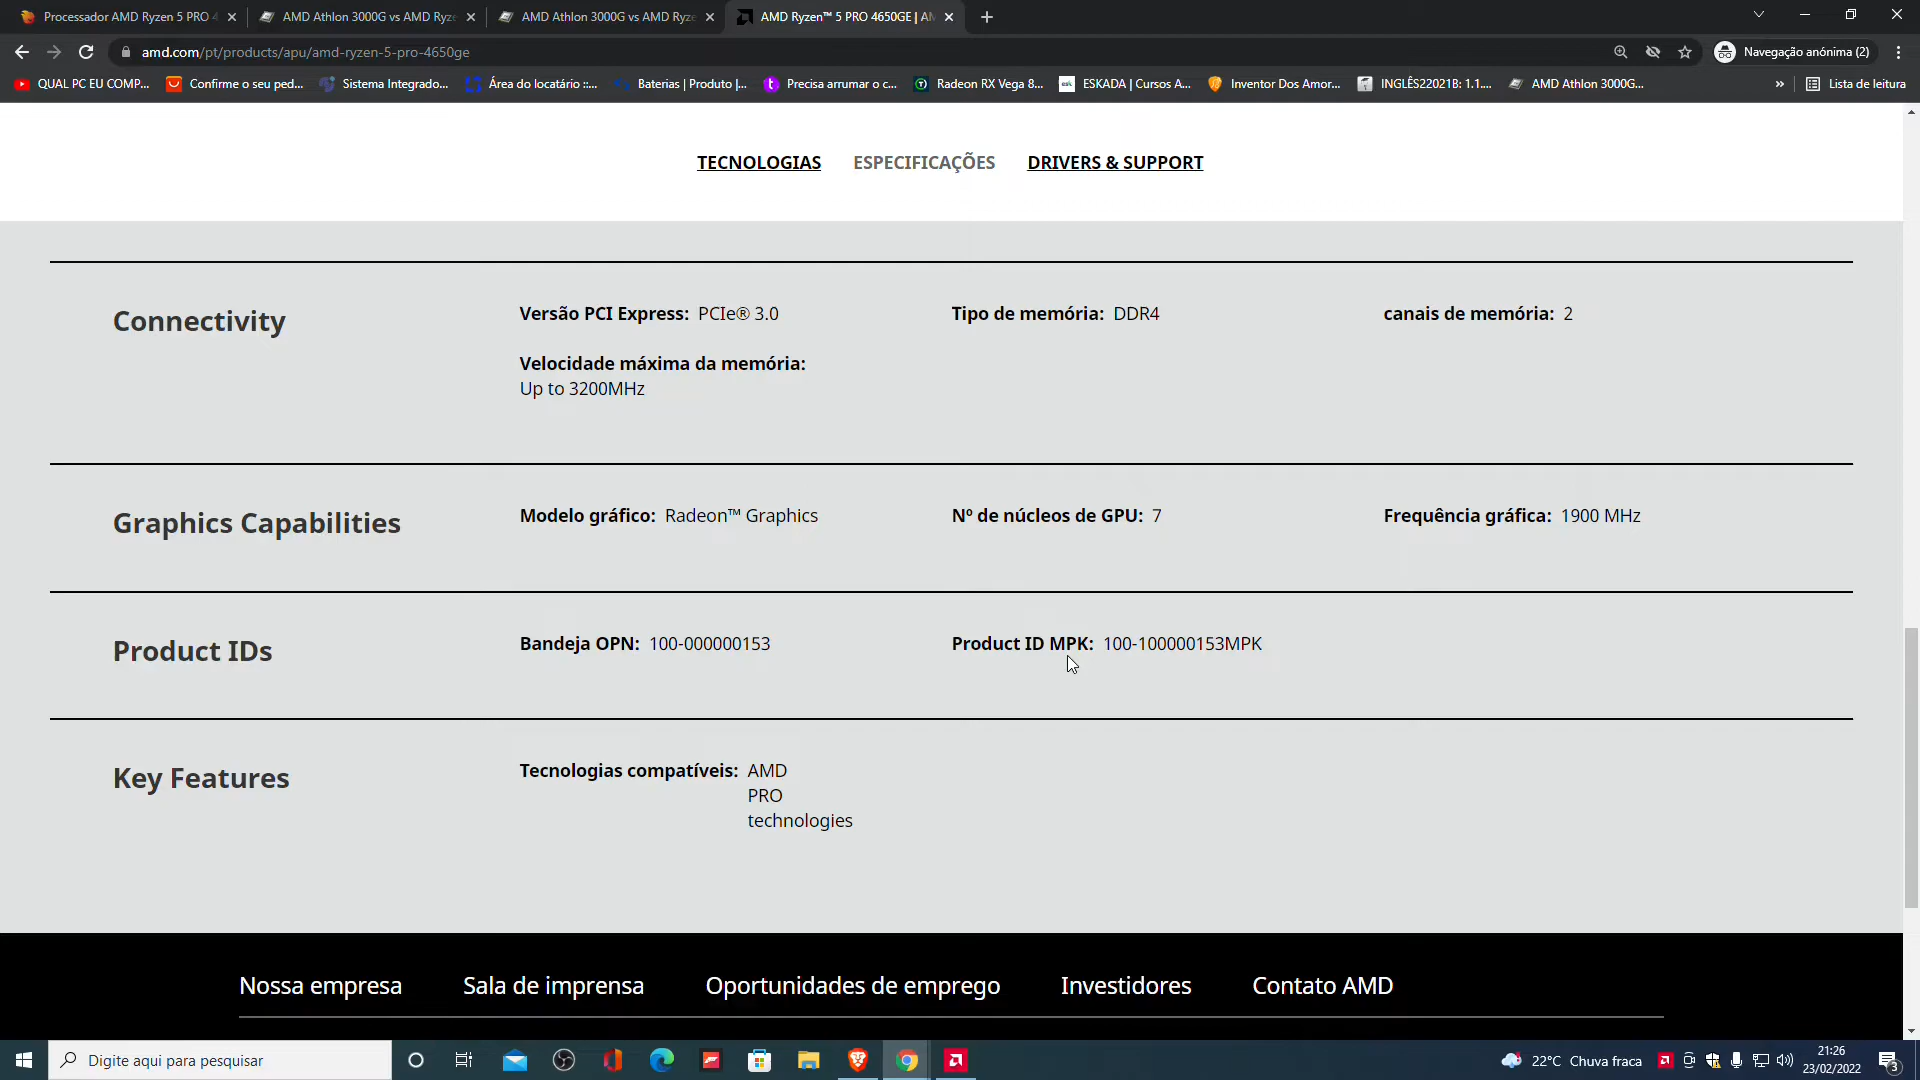 Processador AMD Ryzen 5 PRO 4
AMD Athlon 3000G vs AMD Ryze
AMD Athlon 3000G vs AMD Ryze
AMD Ryzen™ 5 PRO 4650GE | AM
amd.com/pt/products/apu/amd-ryzen-5-pro-4650ge
Navegação anónima (2)
QUAL PC EU COMP...
Confirme o seu ped...
Sistema Integrado...
Área do locatário ::...
Baterias | Produto |...
Precisa arrumar o c...
Radeon RX Vega 8...
ESKADA | Cursos A...
Inventor Dos Amor...
INGLÊS22021B: 1.1....
AMD Athlon 3000G...
»
Lista de leitura
TECNOLOGIAS
ESPECIFICAÇÕES
DRIVERS & SUPPORT
Connectivity
Versão PCI Express: PCIe® 3.0
Tipo de memória: DDR4
canais de memória: 2
Velocidade máxima da memória:
Up to 3200MHz
Graphics Capabilities
Modelo gráfico: Radeon™ Graphics
Nº de núcleos de GPU: 7
Frequência gráfica: 1900 MHz
Product IDs
Bandeja OPN: 100-000000153
Product ID MPK: 100-100000153MPK
Key Features
Tecnologias compatíveis: AMD
PRO
technologies
Nossa empresa
Sala de imprensa
Oportunidades de emprego
Investidores
Contato AMD
Digite aqui para pesquisar
22°C Chuva fraca
21:26
23/02/2022
3